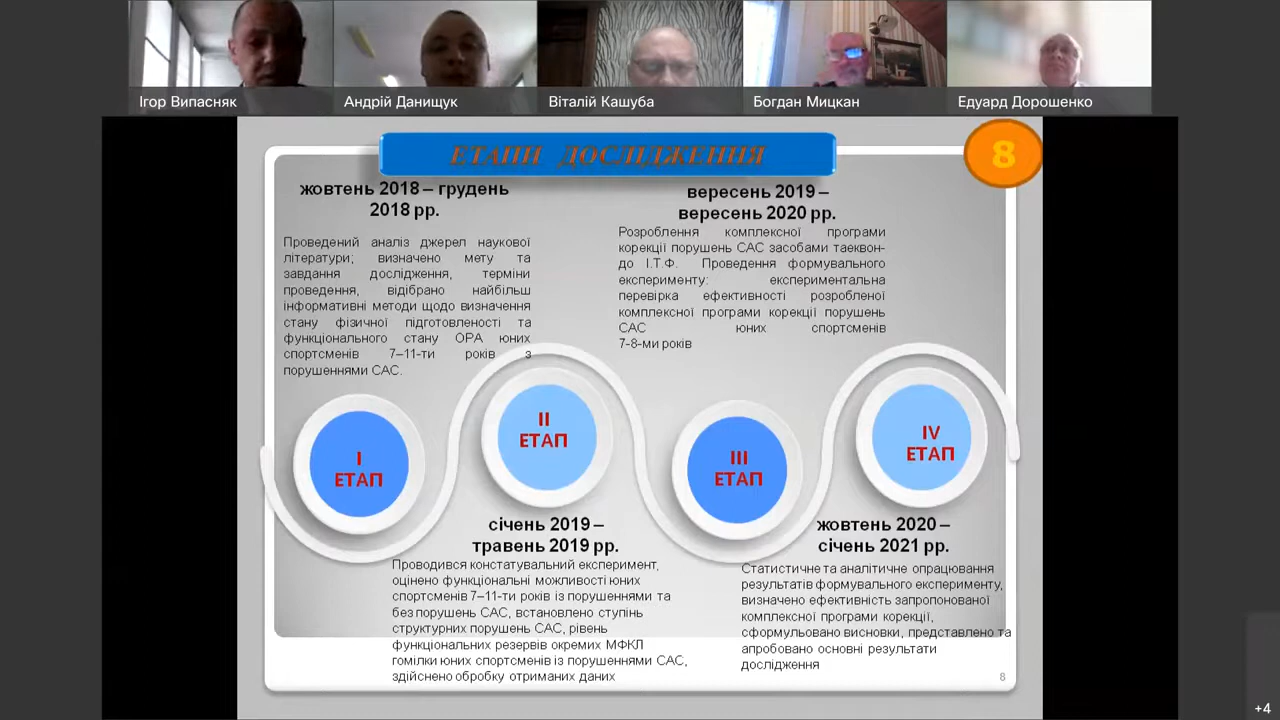 Ігор Випасняк
Андрій Данищук
Віталій Кашуба
Богдан Мицкан
Едуард Дорошенко
ЕТАПИ ДОСЛІДЖЕННЯ
8
жовтень 2018 – грудень
2018 рр.
Проведений аналіз джерел наукової
літератури; визначено мету та
завдання дослідження, терміни
проведення, відібрано найбільш
інформативні методи щодо визначення
стану фізичної підготовленості та
функціонального стану ОРА юних
спортсменів 7–11-ти років з
порушеннями САС.
вересень 2019 –
вересень 2020 рр.
Розроблення комплексної програми
корекції порушень САС засобами таеквон-
до І.Т.Ф. Проведення формувального
експерименту: експериментальна
перевірка ефективності розробленої
комплексної програми корекції порушень
САС юних спортсменів
7-8-ми років
I
ЕТАП
II
ЕТАП
III
ЕТАП
IV
ЕТАП
січень 2019 –
травень 2019 рр.
Проводився констатувальний експеримент,
оцінено функціональні можливості юних
спортсменів 7–11-ти років із порушеннями та
без порушень САС, встановлено ступінь
структурних порушень САС, рівень
функціональних резервів окремих МФКЛ
гомілки юних спортсменів із порушеннями САС,
здійснено обробку отриманих даних
жовтень 2020 –
січень 2021 рр.
Статистичне та аналітичне опрацювання
результатів формувального експерименту,
визначено ефективність запропонованої
комплексної програми корекції,
сформульовано висновки, представлено та
апробовано основні результати
дослідження
8
+4